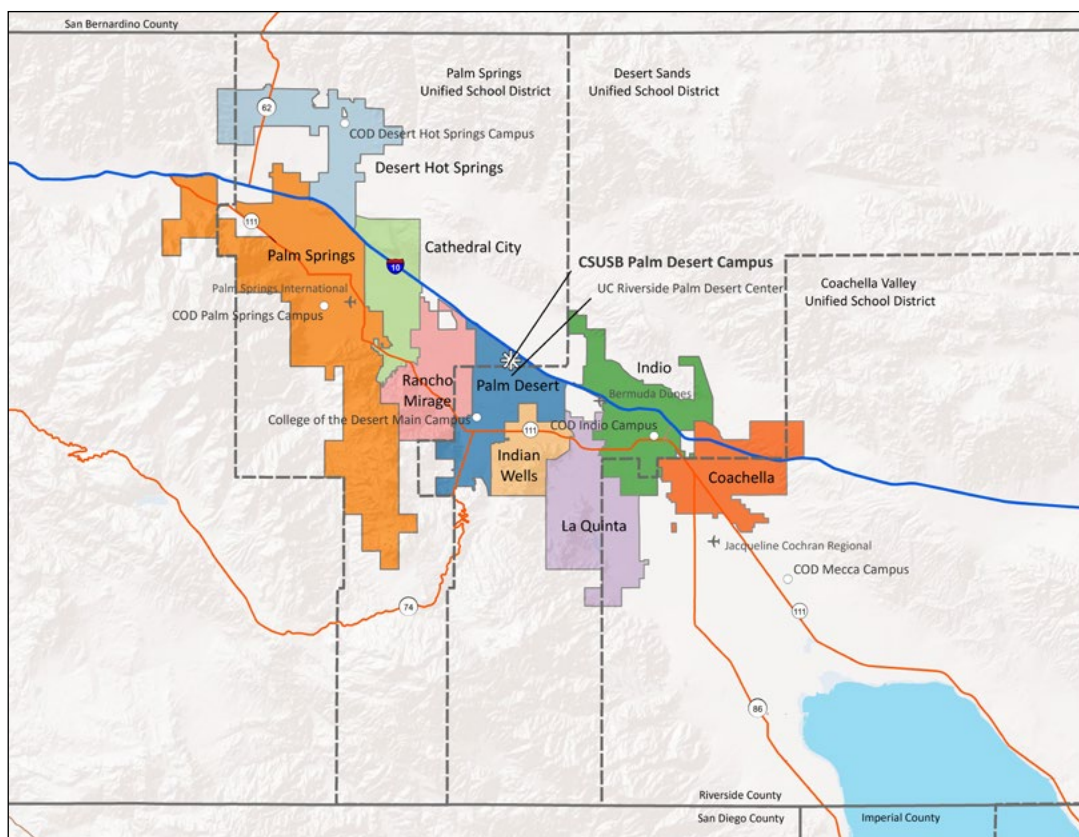 San Bernardino County
Palm Springs
Unified School District
Desert Sands
Unified School District
62
COD Desert Hot Springs Campus
Desert Hot Springs
111
Cathedral City
Palm Springs
10
CSUSB Palm Desert Campus
UC Riverside Palm Desert Center
Coachella Valley
Unified School District
Palm Springs International
COD Palm Springs Campus
Indio
Rancho
Mirage
Palm Desert
Bermuda Dunes
College of the Desert Main Campus
111
COD Indio Campus
Indian
Wells
Coachella
La Quinta
Jacqueline Cochran Regional
COD Mecca Campus
74
111
86
Riverside County
San Diego County
Imperial County